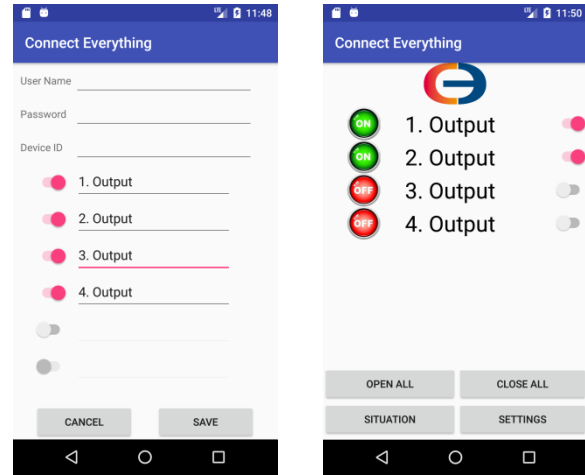 11:48
Connect Everything
User Name
Password
Device ID
1. Output
2. Output
3. Output
4. Output
CANCEL SAVE
11:50
Connect Everything
ON 1. Output
ON 2. Output
OFF 3. Output
OFF 4. Output
OPEN ALL CLOSE ALL
SITUATION SETTINGS